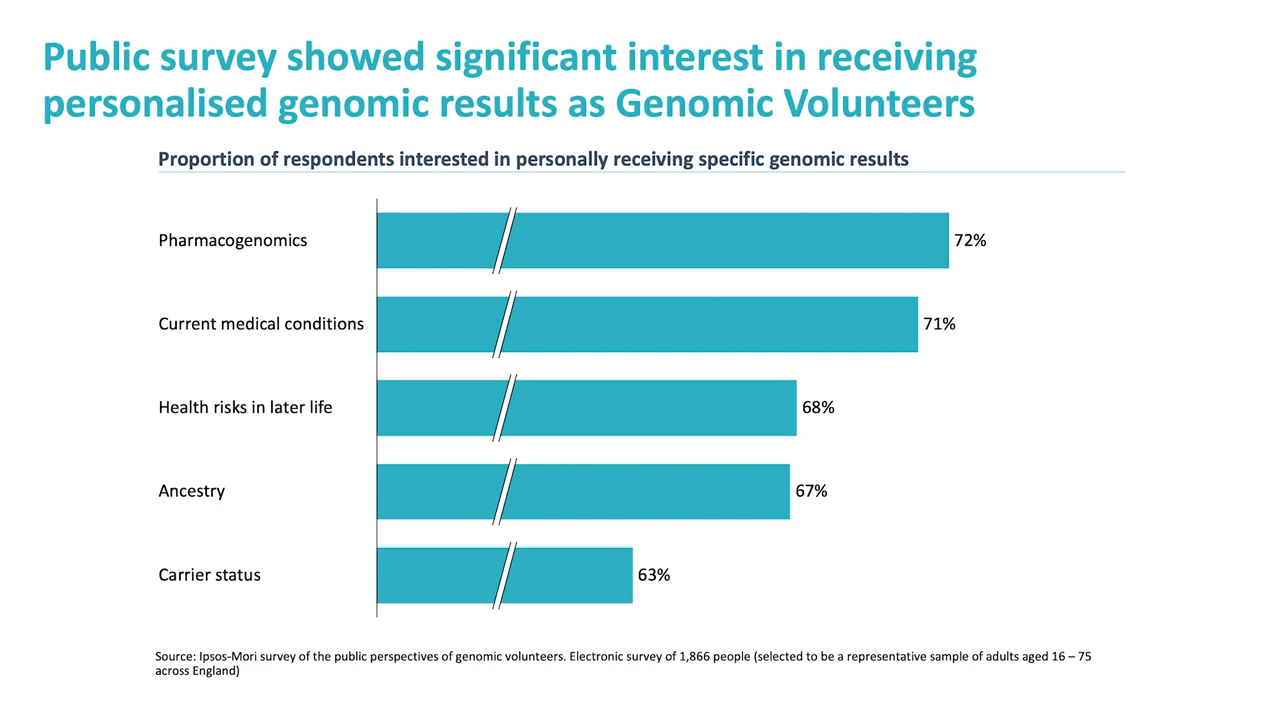 Public survey showed significant interest in receiving
personalised genomic results as Genomic Volunteers
Proportion of respondents interested in personally receiving specific genomic results
Pharmacogenomics 72%
Current medical conditions 71%
Health risks in later life 68%
Ancestry 67%
Carrier status 63%
Source: Ipsos-Mori survey of the public perspectives of genomic volunteers. Electronic survey of 1,866 people (selected to be a representative sample of adults aged 16 – 75
across England)